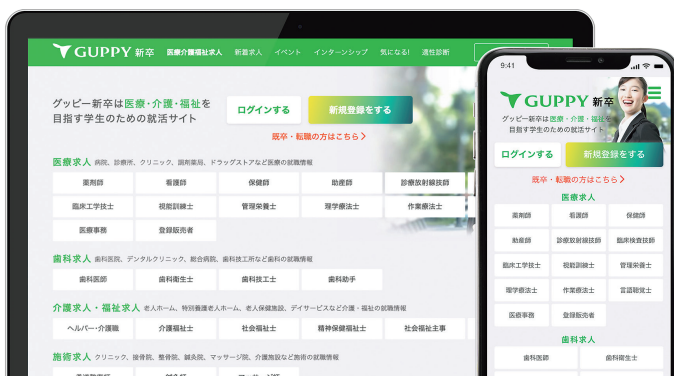 GUPPY 新卒 医療介護福祉求人 新着求人 イベント インターンシップ 気になる! 適性診断
グッピー新卒は医療・介護・福祉を
目指す学生のための就活サイト
ログインする 新規登録をする
既卒・転職の方はこちら
医療求人 病院、診療所、クリニック、調剤薬局、ドラッグストアなど医療の就職情報
薬剤師 看護師 保健師 助産師 診療放射線技師
臨床工学技士 視能訓練士 管理栄養士 理学療法士 作業療法士
医療事務 登録販売者
歯科求人 歯科医院、デンタルクリニック、総合病院、歯科技工所など歯科の就職情報
歯科医師 歯科衛生士 歯科技工士 歯科助手
介護求人・福祉求人 老人ホーム、特別養護老人ホーム、老人保健施設、デイサービスなど介護・福祉の就職情報
ヘルパー・介護職 介護福祉士 社会福祉士 精神保健福祉士 社会福祉主事
施術求人 クリニック、接骨院、整骨院、鍼灸院、マッサージ院、介護施設など施術の就職情報
9:41
GUPPY 新卒
グッピー新卒は医療・介護・福祉を
目指す学生のための就活サイト
ログインする 新規登録をする
既卒・転職の方はこちら
医療求人
薬剤師 看護師 保健師
助産師 診療放射線技師 臨床検査技師
臨床工学技士 視能訓練士 管理栄養士
理学療法士 作業療法士 言語聴覚士
医療事務 登録販売者
歯科求人
歯科医師 歯科衛生士